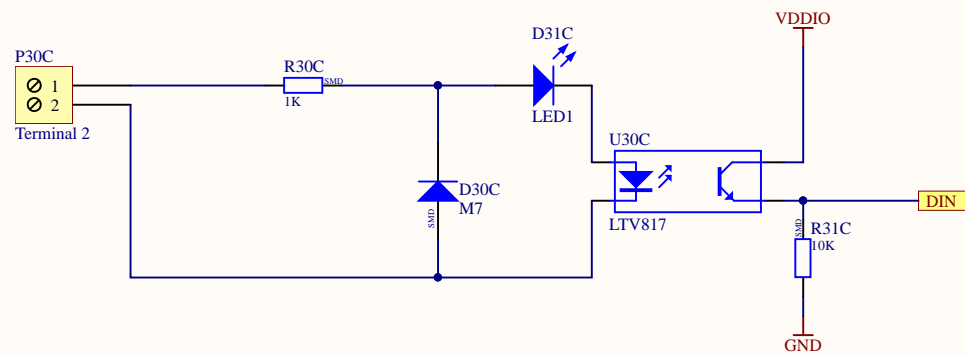 VDDIO
D31C
P30C
R30C
SMD
1
1K
2
LED1
Terminal 2
U30C
D30C
M7
SMD
LTV817
DIN
SMD
R31C
10K
GND